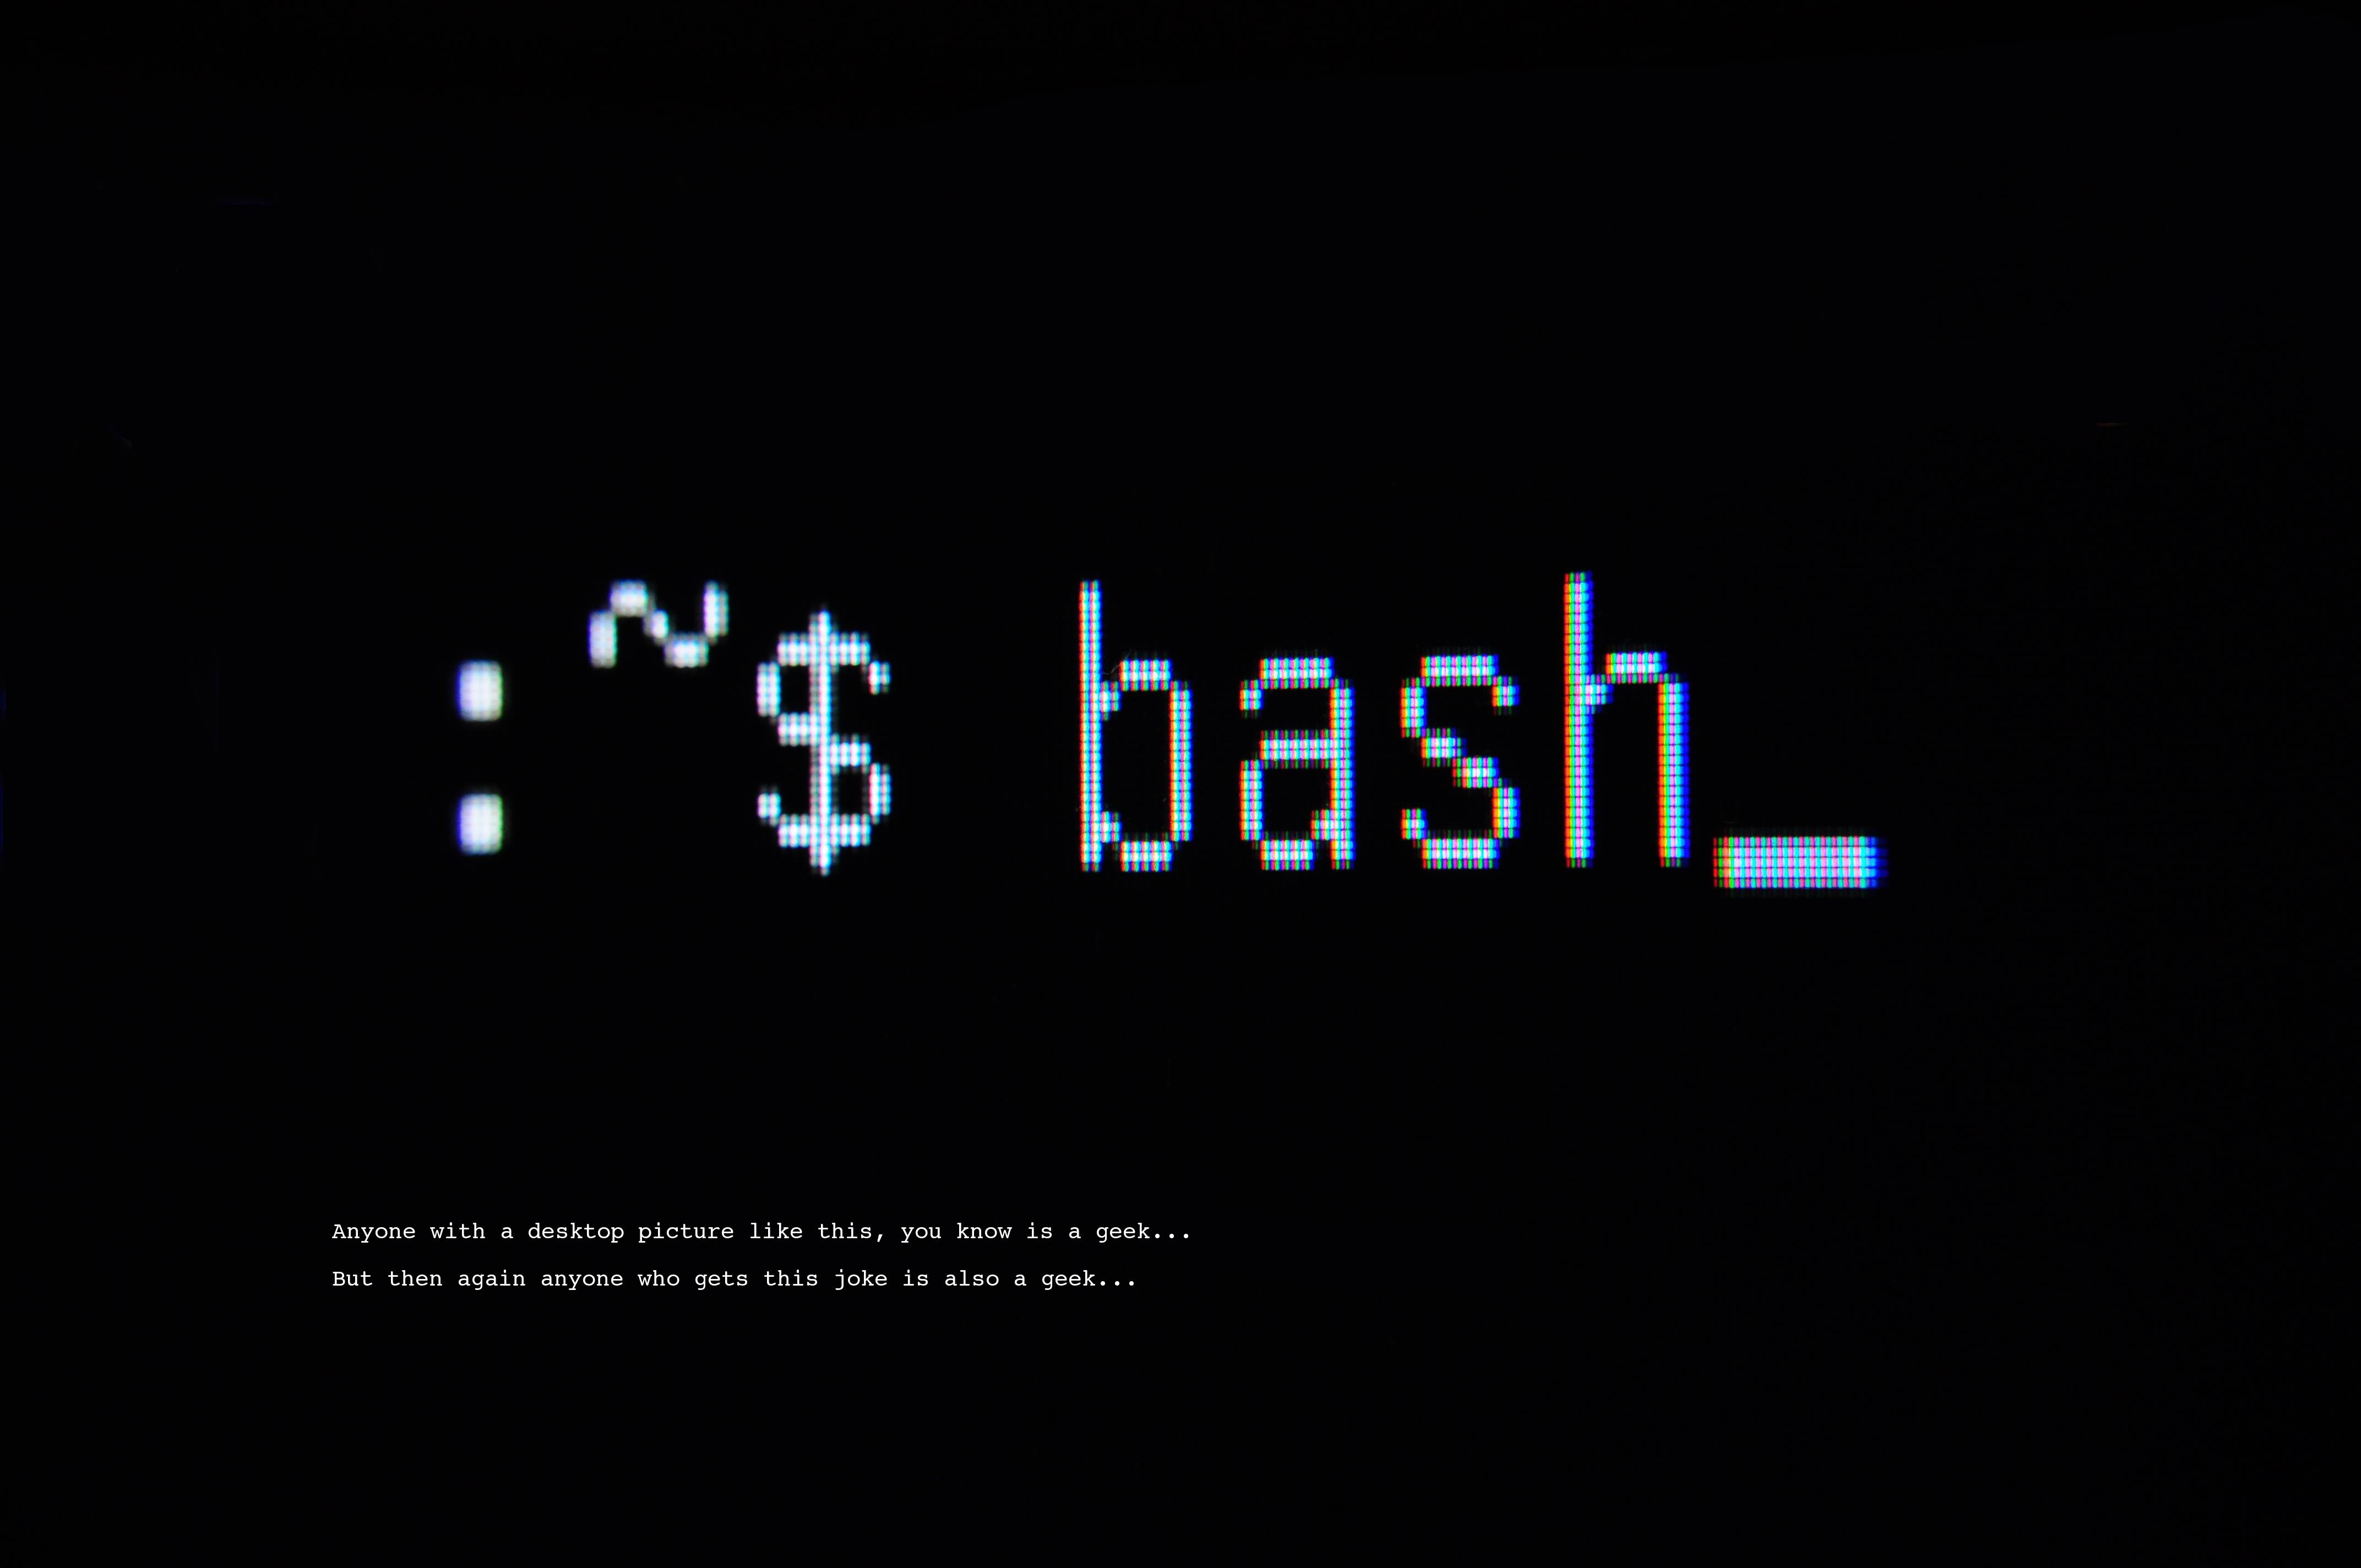 :~$ bash_
Anyone with a desktop picture like this, you know is a geek...
But then again anyone who gets this joke is also a geek...